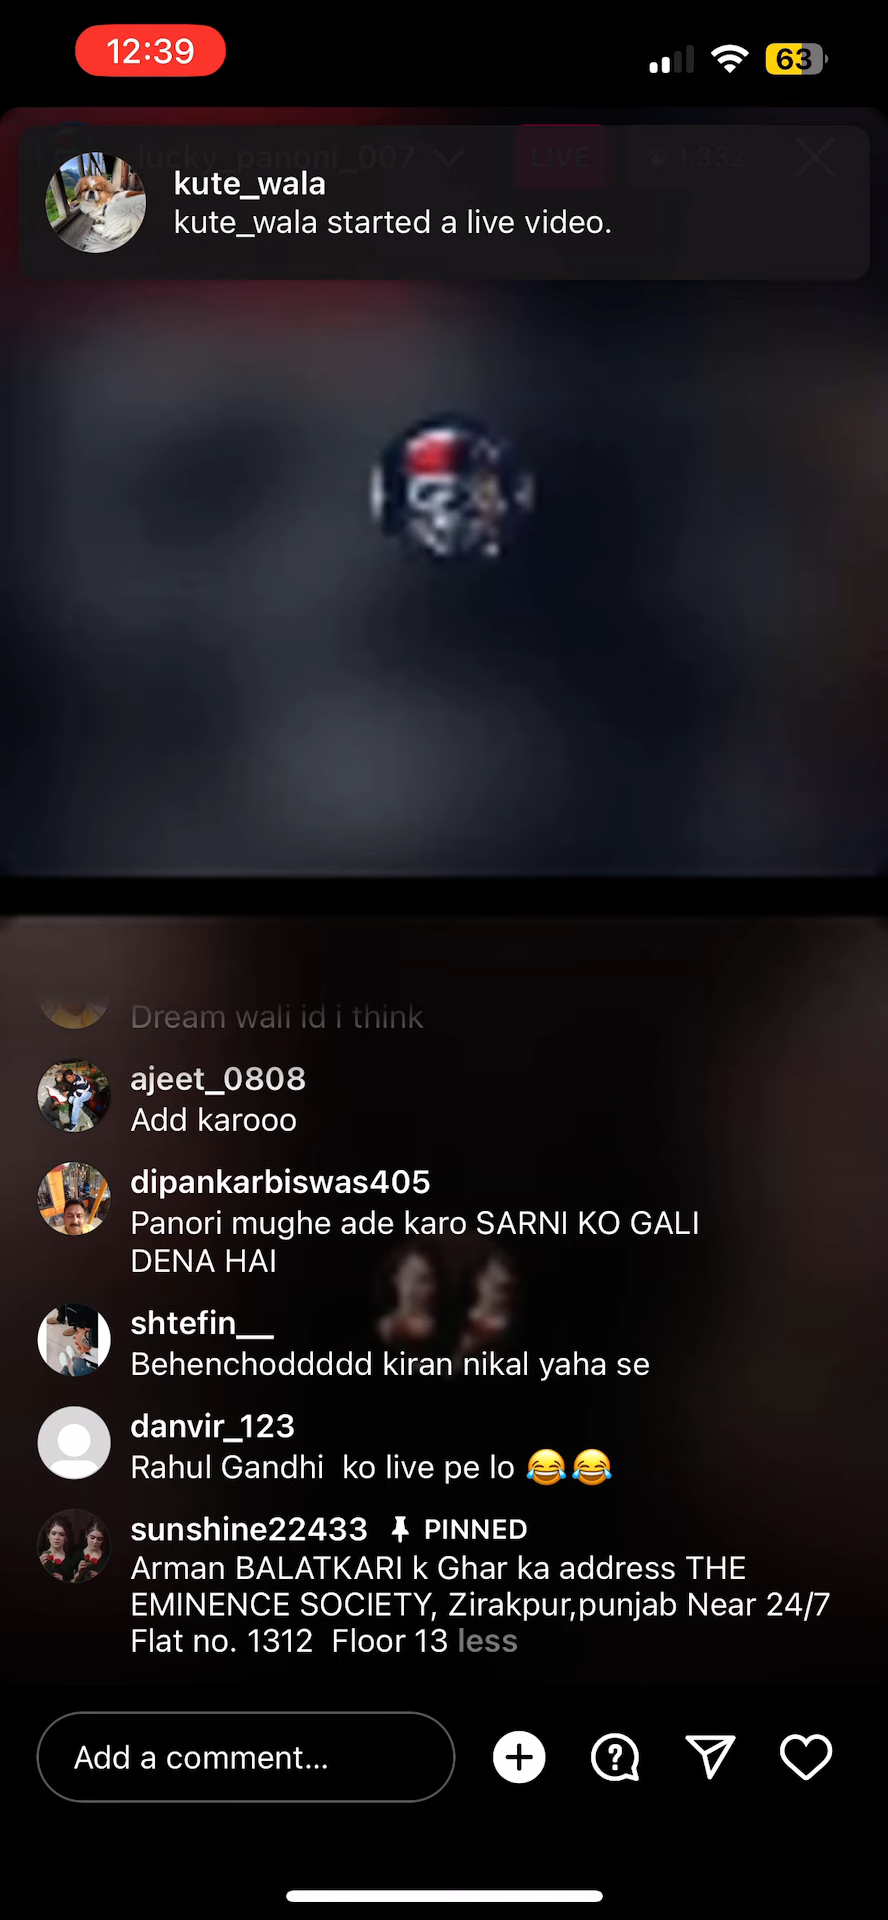 12:39
63
lucky_panoni_007 LIVE 1,332
kute_wala
kute_wala started a live video.
Dream wali id i think
ajeet_0808
Add karooo
dipankarbiswas405
Panori mughe ade karo SARNI KO GALI
DENA HAI
shtefin__
Behenchoddddd kiran nikal yaha se
danvir_123
Rahul Gandhi ko live pe lo 😂😂
sunshine22433 PINNED
Arman BALATKARI k Ghar ka address THE
EMINENCE SOCIETY, Zirakpur,punjab Near 24/7
Flat no. 1312 Floor 13 less
Add a comment...